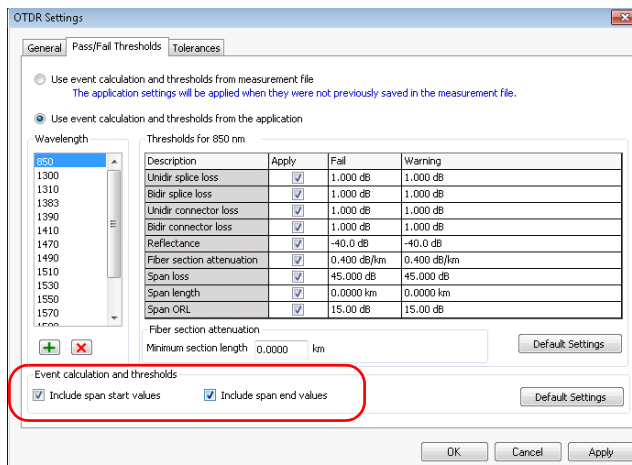 OTDR Settings
General Pass/Fail Thresholds Tolerances
Use event calculation and thresholds from measurement file
The application settings will be applied when they were not previously saved in the measurement file.
Use event calculation and thresholds from the application
Wavelength
850
1300
1310
1383
1390
1410
1470
1490
1510
1530
1550
1570
Thresholds for 850 nm
Description Apply Fail Warning
Unidir splice loss 1.000 dB 1.000 dB
Bidir splice loss 1.000 dB 1.000 dB
Unidir connector loss 1.000 dB 1.000 dB
Bidir connector loss 1.000 dB 1.000 dB
Reflectance -40.0 dB -40.0 dB
Fiber section attenuation 0.400 dB/km 0.400 dB/km
Span loss 45.000 dB 45.000 dB
Span length 0.0000 km 0.0000 km
Span ORL 15.00 dB 15.00 dB
Fiber section attenuation
Minimum section length 0.0000 km
Default Settings
Event calculation and thresholds
Include span start values Include span end values
Default Settings
OK Cancel Apply